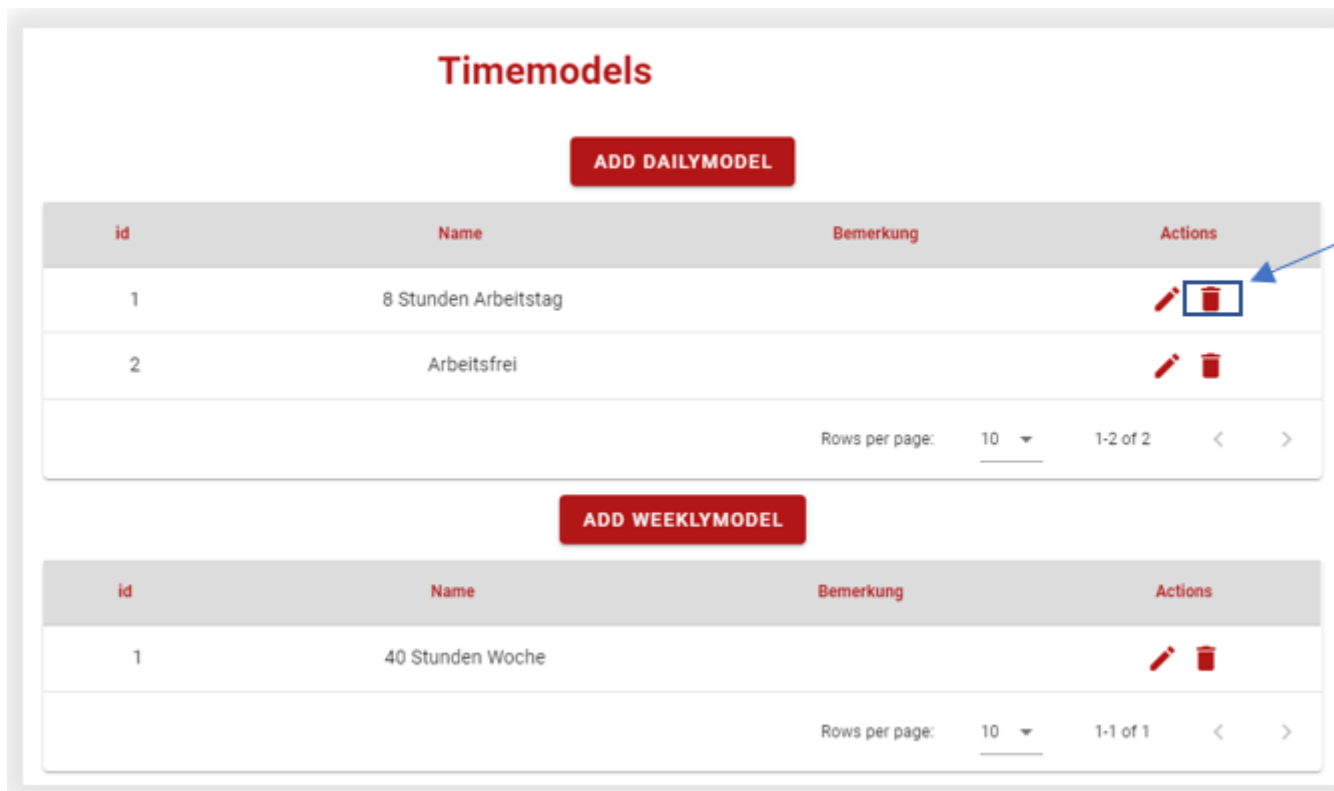 Timemodels
ADD DAILYMODEL
id Name Bemerkung Actions
1 8 Stunden Arbeitstag
2 Arbeitsfrei
Rows per page: 10 1-2 of 2
ADD WEEKLYMODEL
id Name Bemerkung Actions
1 40 Stunden Woche
Rows per page: 10 1-1 of 1